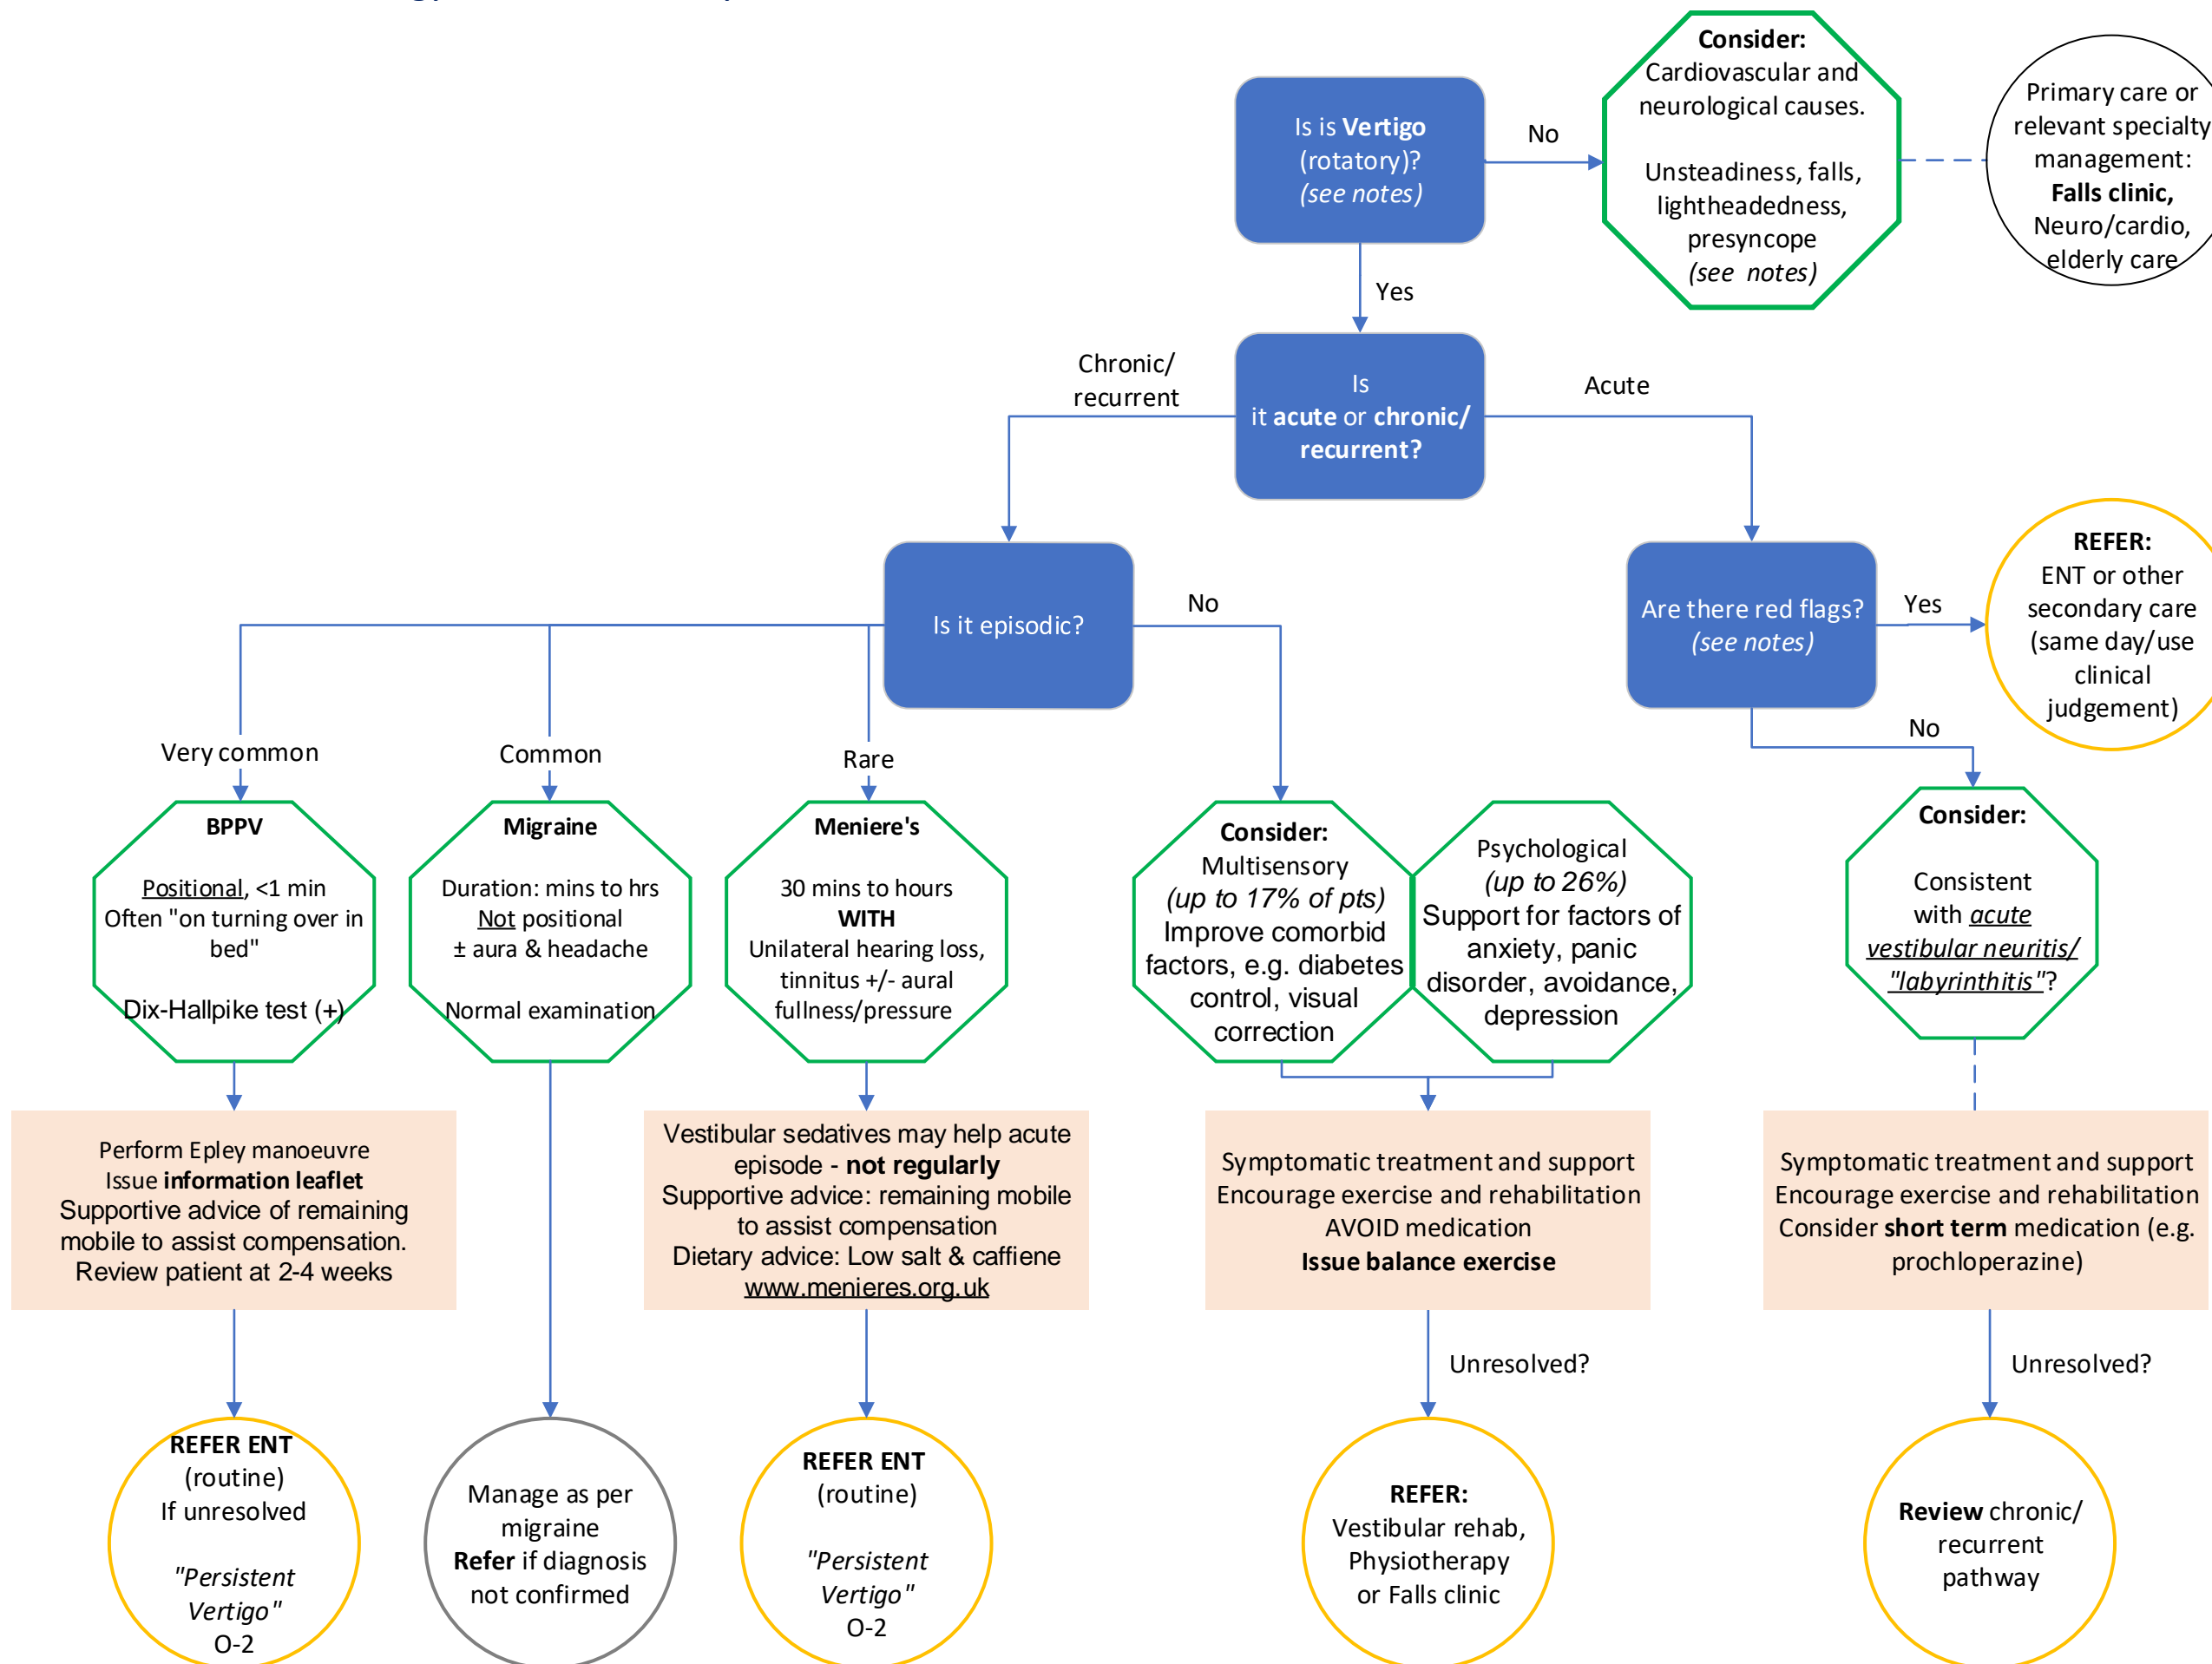 Is is Vertigo
(rotatory)?
(see notes)
No
Consider:
Cardiovascular and
neurological causes.
Unsteadiness, falls,
lightheadedness,
presyncope
(see notes)
Primary care or
relevant specialty
management:
Falls clinic,
Neuro/cardio,
elderly care
Yes
Is
it acute or chronic/
recurrent?
Chronic/
recurrent
Acute
Is it episodic?
No
Are there red flags?
(see notes)
Yes
REFER:
ENT or other
secondary care
(same day/use
clinical
judgement)
No
Very common
Common
Rare
BPPV
Positional, <1 min
Often "on turning over in
bed"
Dix-Hallpike test (+)
Migraine
Duration: mins to hrs
Not positional
± aura & headache
Normal examination
Meniere's
30 mins to hours
WITH
Unilateral hearing loss,
tinnitus +/- aural
fullness/pressure
Consider:
Multisensory
(up to 17% of pts)
Improve comorbid
factors, e.g. diabetes
control, visual
correction
Psychological
(up to 26%)
Support for factors of
anxiety, panic
disorder, avoidance,
depression
Consider:
Consistent
with acute
vestibular neuritis/
"labyrinthitis"?
Perform Epley manoeuvre
Issue information leaflet
Supportive advice of remaining
mobile to assist compensation.
Review patient at 2-4 weeks
Vestibular sedatives may help acute
episode - not regularly
Supportive advice: remaining mobile
to assist compensation
Dietary advice: Low salt & caffiene
www.menieres.org.uk
Symptomatic treatment and support
Encourage exercise and rehabilitation
AVOID medication
Issue balance exercise
Symptomatic treatment and support
Encourage exercise and rehabilitation
Consider short term medication (e.g.
prochloperazine)
Unresolved?
Unresolved?
REFER ENT
(routine)
If unresolved
"Persistent
Vertigo"
O-2
Manage as per
migraine
Refer if diagnosis
not confirmed
REFER ENT
(routine)
"Persistent
Vertigo"
O-2
REFER:
Vestibular rehab,
Physiotherapy
or Falls clinic
Review chronic/
recurrent
pathway